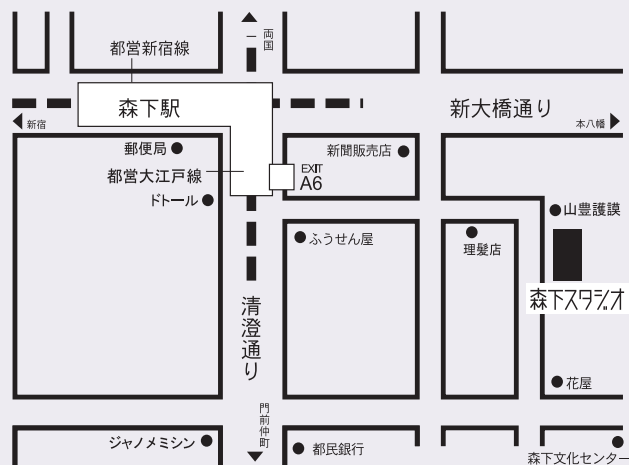 両国
都営新宿線
森下駅
新大橋通り
新宿
本八幡
郵便局
新聞販売店
都営大江戸線
EXIT
A6
ドトール
山豊護謨
ふうせん屋
理髪店
森下スタジオ
清澄通り
花屋
門前仲町
ジャノメミシン
都民銀行
森下文化センター